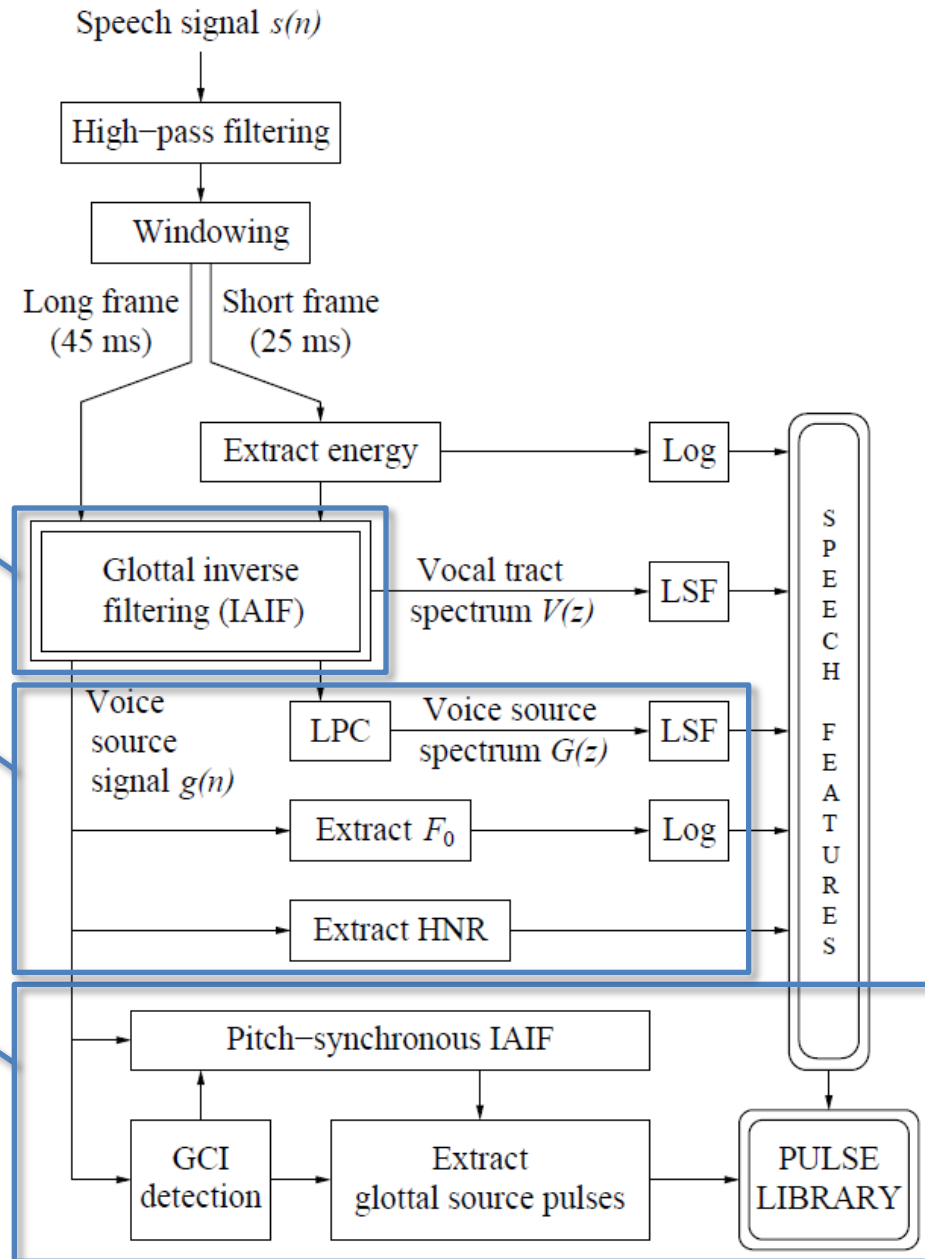 Speech signal s(n)
High−pass filtering
Windowing
Long frame
(45 ms)
Short frame
(25 ms)
Extract energy
Log
Glottal inverse
filtering (IAIF)
Vocal tract
spectrum V(z)
LSF
Voice
source
signal g(n)
LPC
Voice source
spectrum G(z)
LSF
Extract F₀
Log
Extract HNR
SPEECH FEATURES
Pitch−synchronous IAIF
GCI
detection
Extract
glottal source pulses
PULSE
LIBRARY